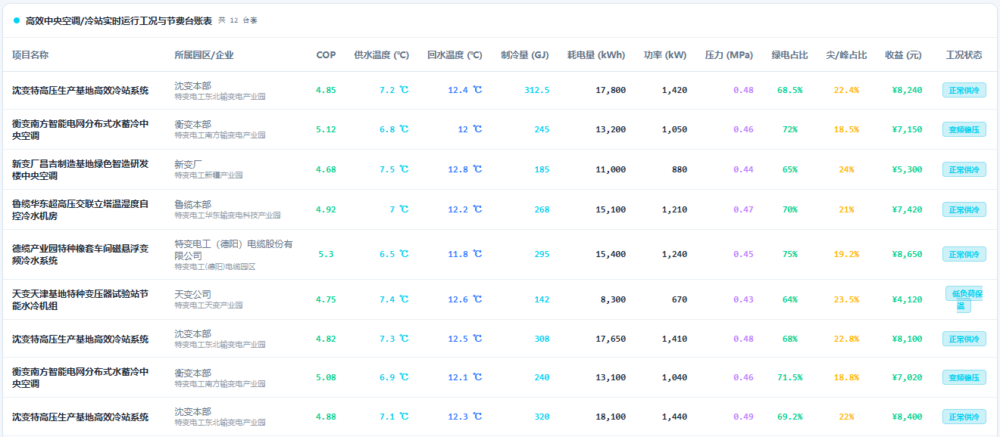 高效中央空调/冷站实时运行工况与节费台账表 共 12 台套
项目名称 所属园区/企业 COP 供水温度 (℃) 回水温度 (℃) 制冷量 (GJ) 耗电量 (kWh) 功率 (kW) 压力 (MPa) 绿电占比 尖/峰占比 收益 (元) 工况状态
沈变特高压生产基地高效冷站系统 沈变本部 4.85 7.2 ℃ 12.4 ℃ 312.5 17,800 1,420 0.48 68.5% 22.4% ¥8,240 正常供冷
特变电工东北输变电产业园
衡变南方智能电网分布式水蓄冷中 衡变本部 5.12 6.8 ℃ 12 ℃ 245 13,200 1,050 0.46 72% 18.5% ¥7,150 变频稳压
央空调 特变电工南方输变电产业园
新变厂昌吉制造基地绿色智造研发 新变厂 4.68 7.5 ℃ 12.8 ℃ 185 11,000 880 0.44 65% 24% ¥5,300 正常供冷
楼中央空调 特变电工新疆产业园
鲁缆华东超高压交联立塔温湿度自 鲁缆本部 4.92 7 ℃ 12.2 ℃ 268 15,100 1,210 0.47 70% 21% ¥7,420 正常供冷
控冷水机房 特变电工华东输变电科技产业园
德缆产业园特种橡套车间磁悬浮变 特变电工（德阳）电缆股份有 5.3 6.5 ℃ 11.8 ℃ 295 15,400 1,240 0.45 75% 19.2% ¥8,650 正常供冷
频冷水系统 限公司
特变电工(德阳)电缆园区
天变天津基地特种变压器试验站节 天变公司 4.75 7.4 ℃ 12.6 ℃ 142 8,300 670 0.43 64% 23.5% ¥4,120 低负荷保
能水冷机组 特变电工天变产业园 温
沈变特高压生产基地高效冷站系统 沈变本部 4.82 7.3 ℃ 12.5 ℃ 308 17,650 1,410 0.48 68% 22.8% ¥8,100 正常供冷
特变电工东北输变电产业园
衡变南方智能电网分布式水蓄冷中 衡变本部 5.08 6.9 ℃ 12.1 ℃ 240 13,100 1,040 0.46 71.5% 18.8% ¥7,020 变频稳压
央空调 特变电工南方输变电产业园
沈变特高压生产基地高效冷站系统 沈变本部 4.88 7.1 ℃ 12.3 ℃ 320 18,100 1,440 0.49 69.2% 22% ¥8,400 正常供冷
特变电工东北输变电产业园